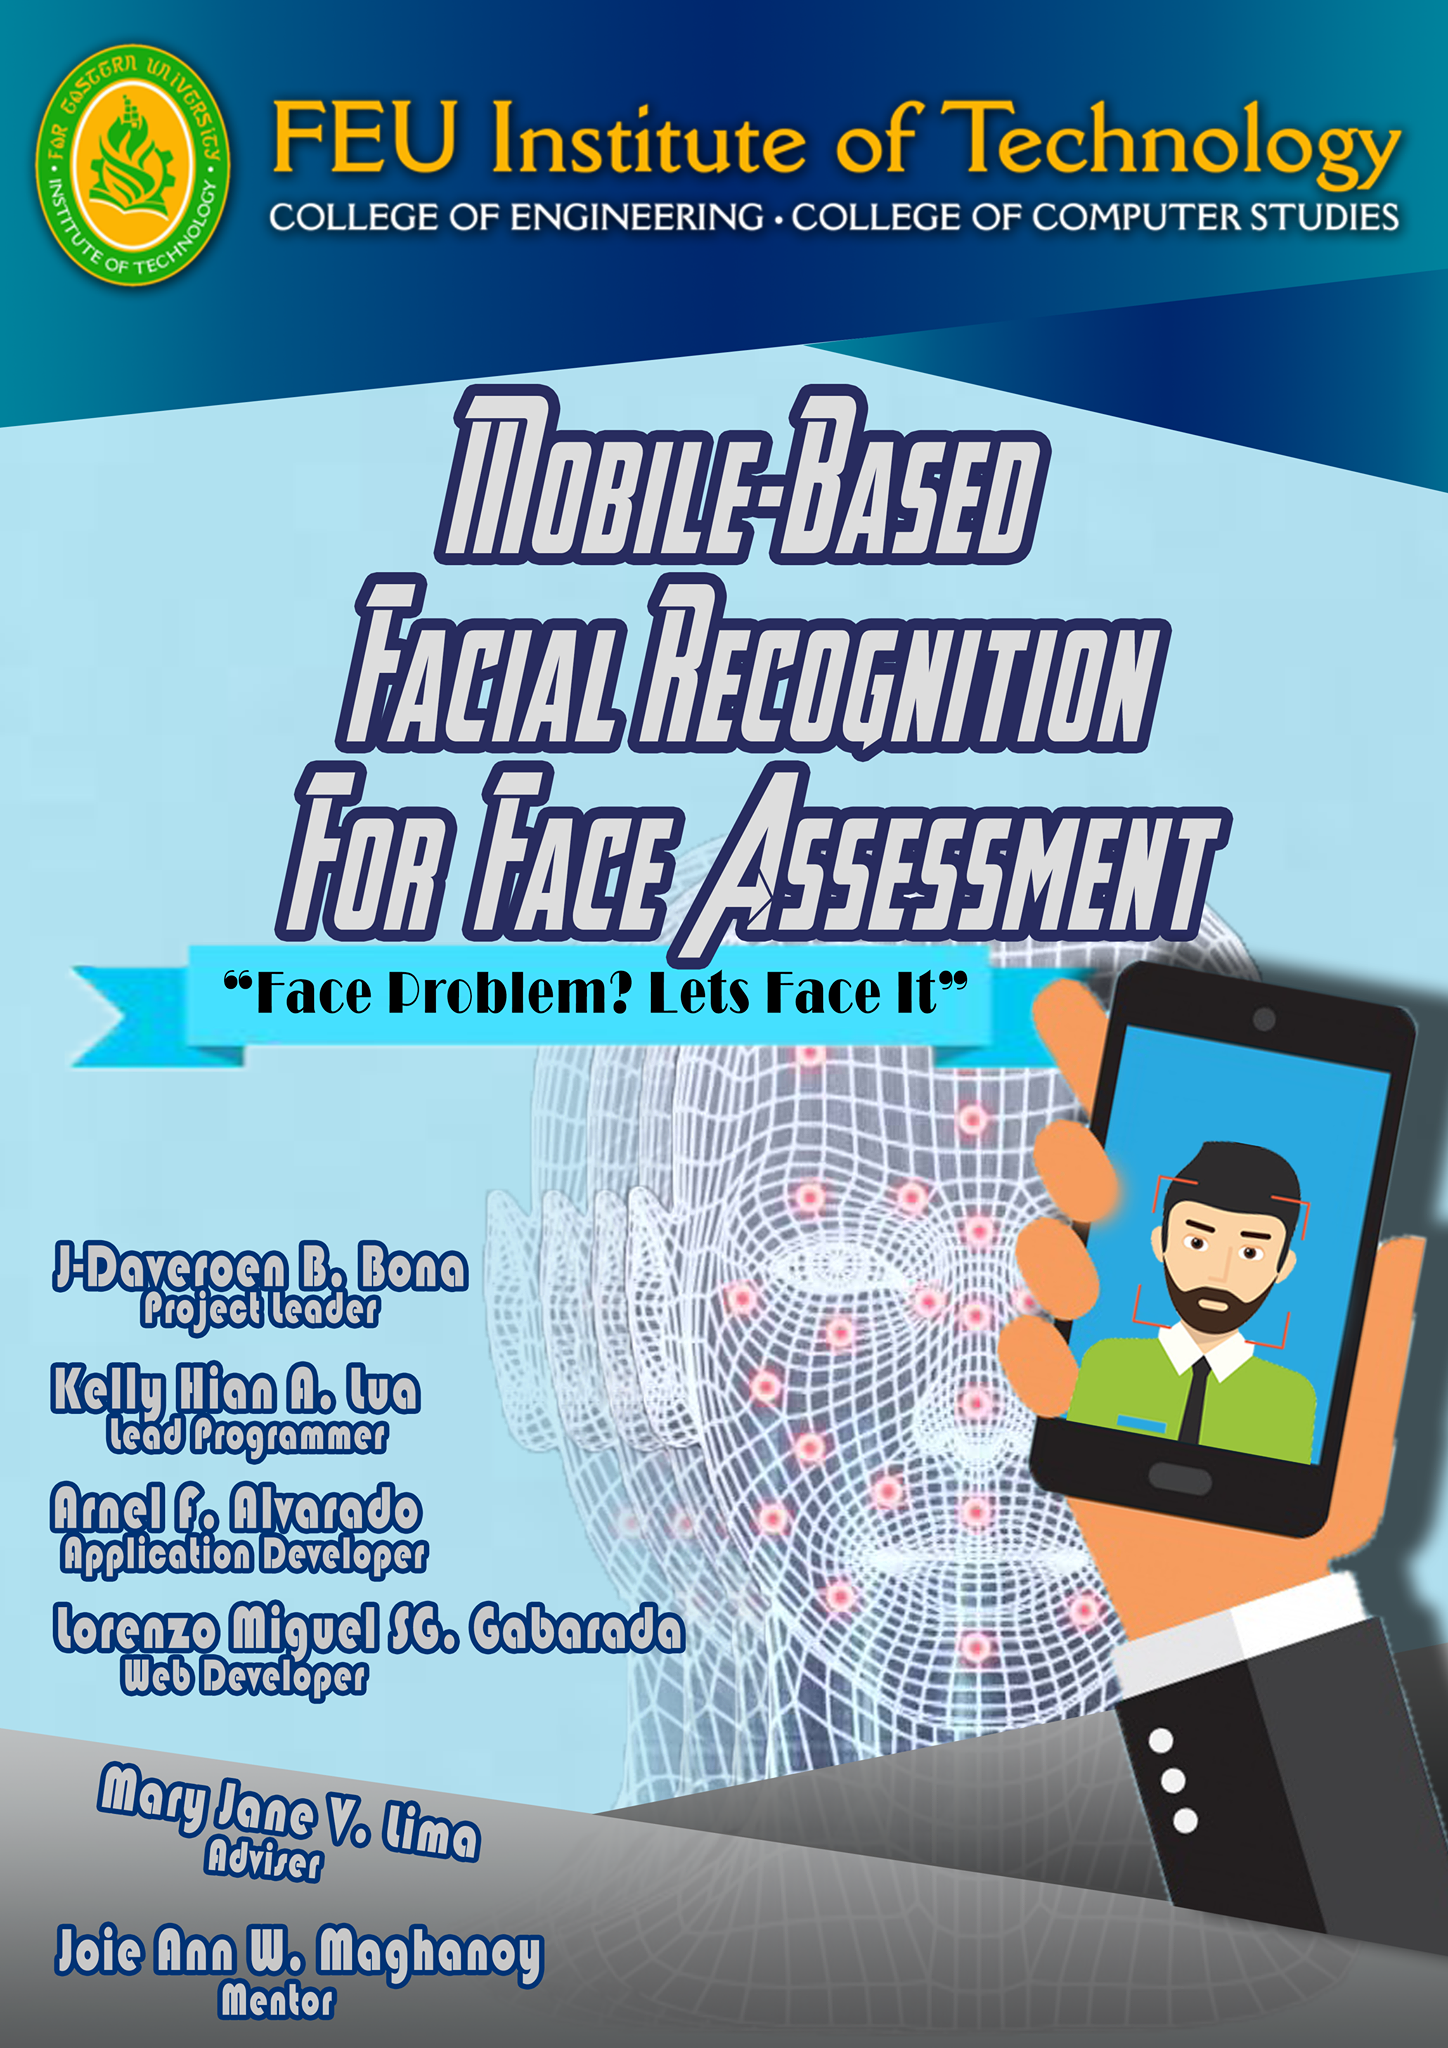 FAR EASTERN UNIVERSITY
INSTITUTE OF TECHNOLOGY
FEU Institute of Technology
COLLEGE OF ENGINEERING • COLLEGE OF COMPUTER STUDIES
MOBILE-BASED
FACIAL RECOGNITION
FOR FACE ASSESSMENT
“Face Problem? Lets Face It”
J-Daveroen B. Bona
Project Leader
Kelly Hian A. Lua
Lead Programmer
Arnel F. Alvarado
Application Developer
Lorenzo Miguel SG. Gabarada
Web Developer
Mary Jane V. Lima
Adviser
Joie Ann W. Maghanoy
Mentor